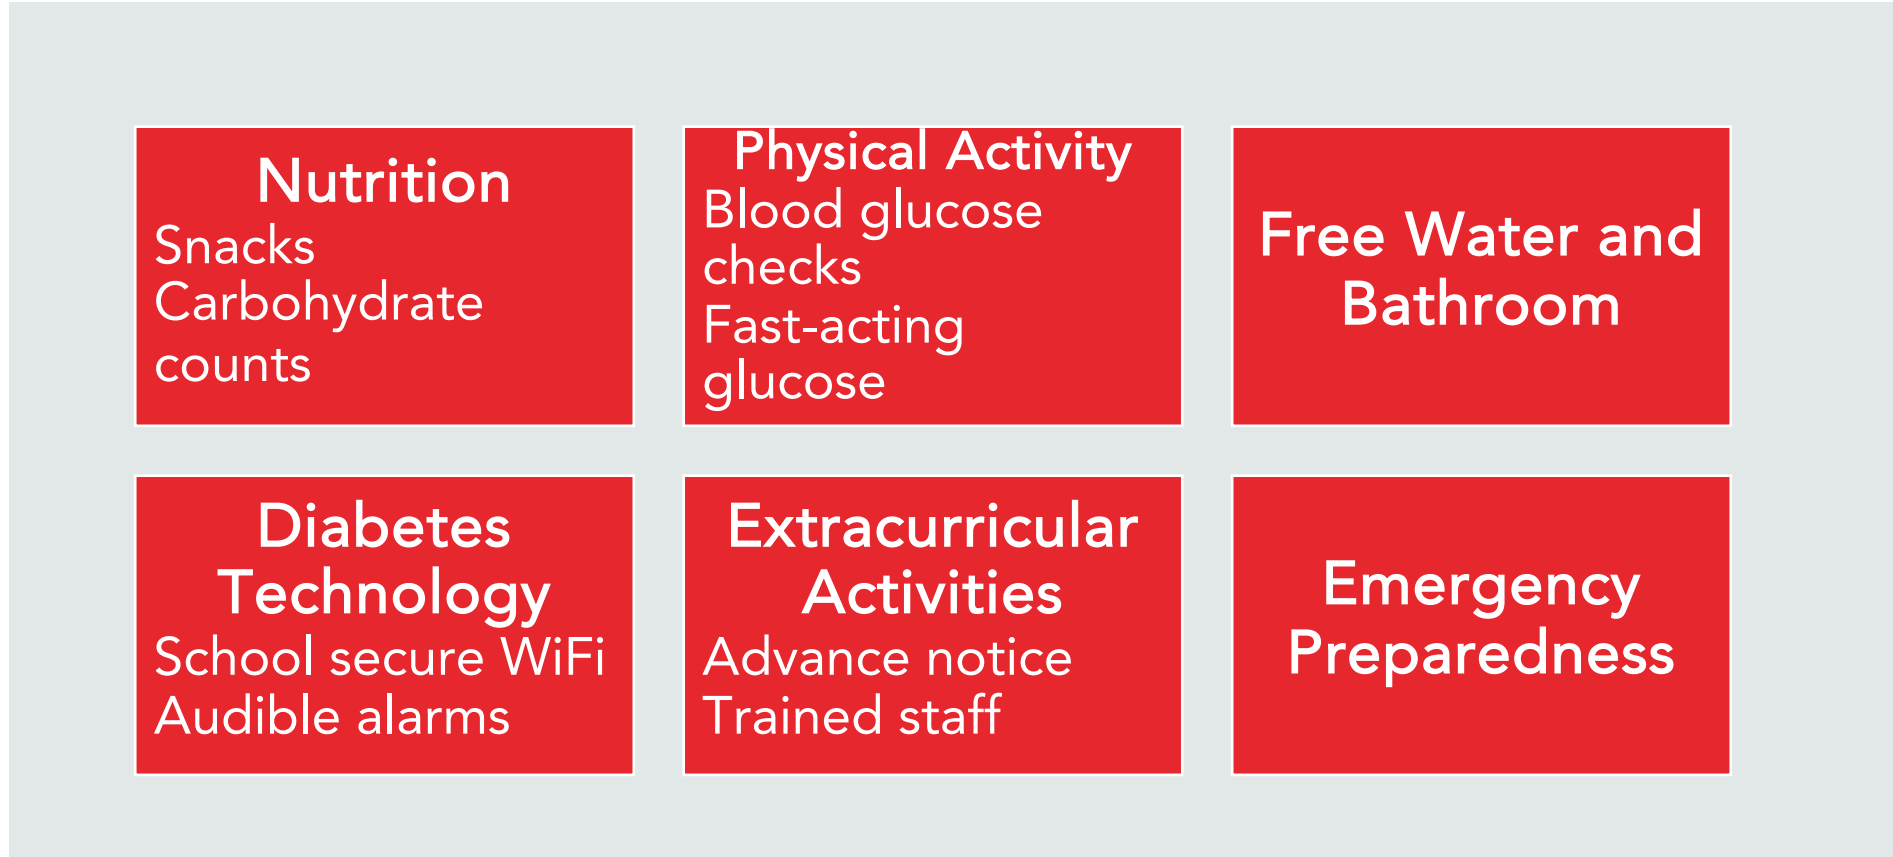 Nutrition
Snacks
Carbohydrate
counts
Physical Activity
Blood glucose
checks
Fast-acting
glucose
Free Water and
Bathroom
Diabetes
Technology
School secure WiFi
Audible alarms
Extracurricular
Activities
Advance notice
Trained staff
Emergency
Preparedness